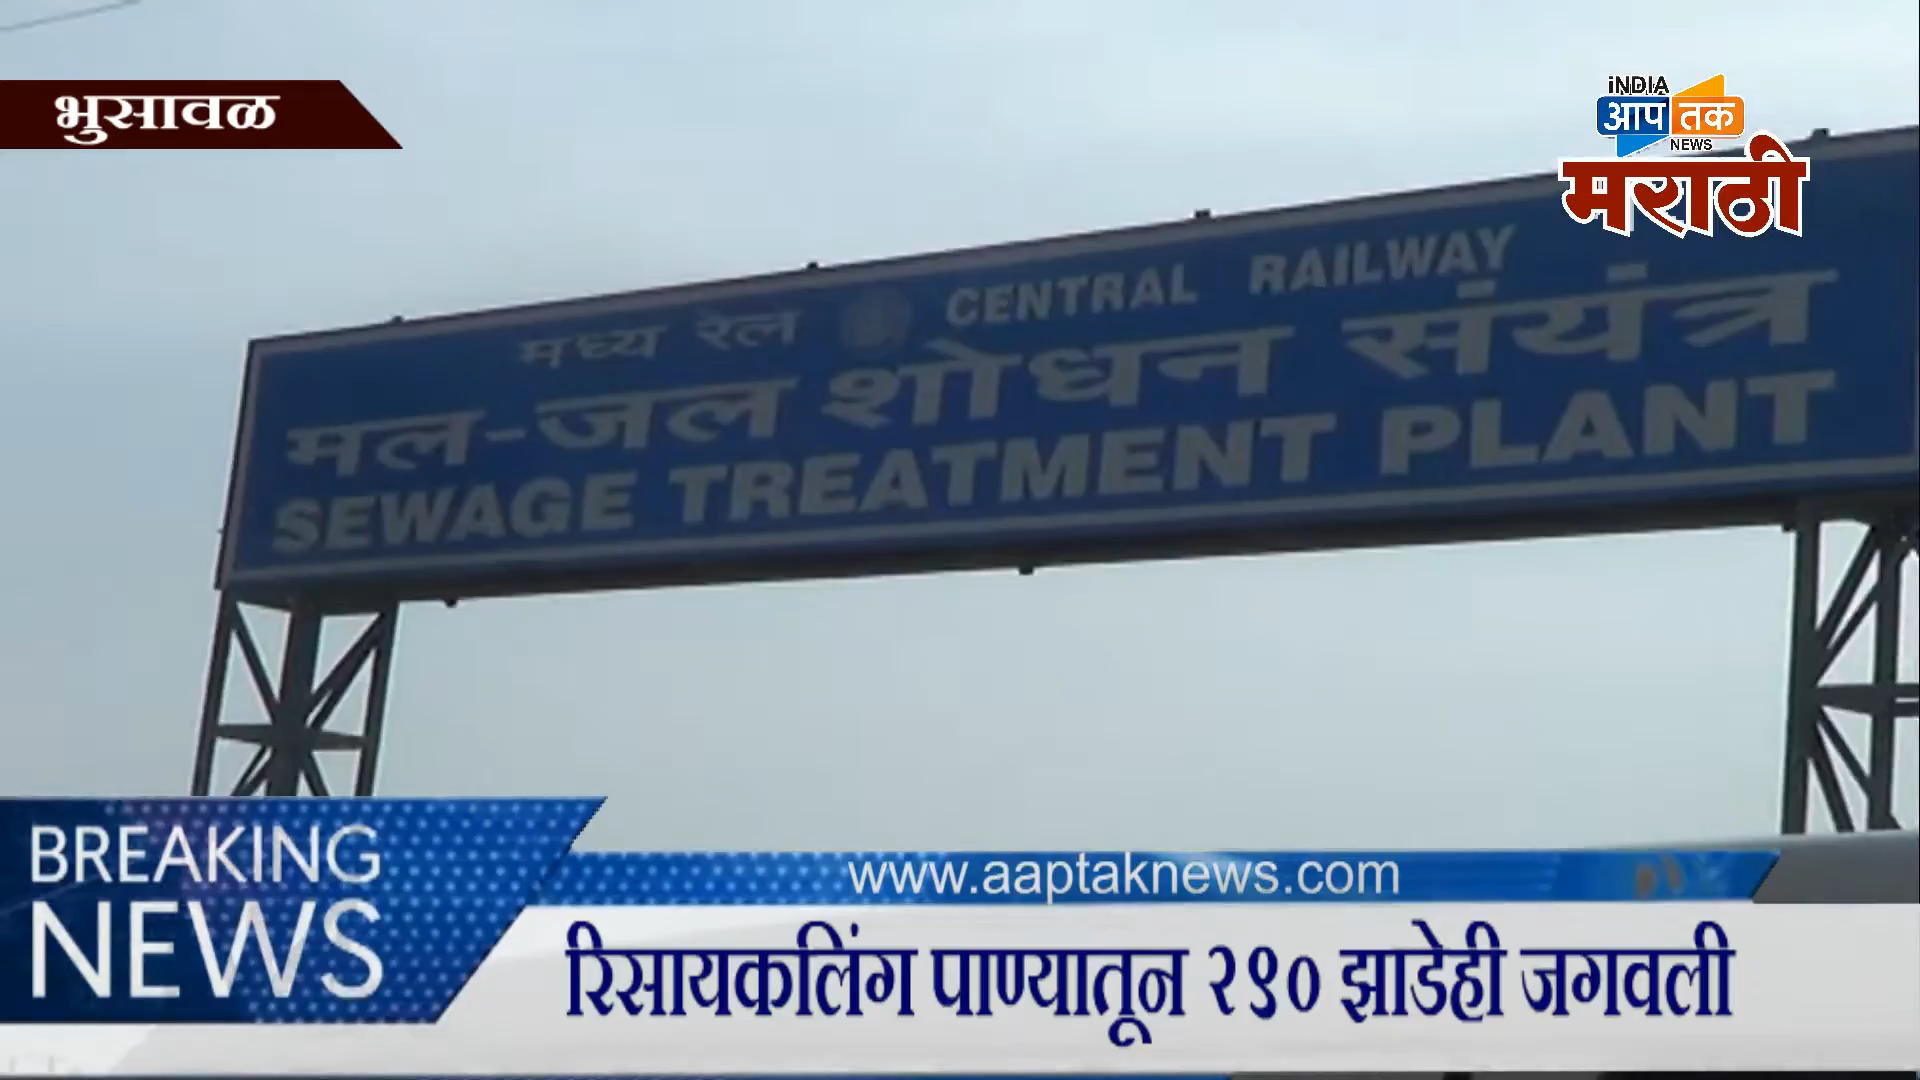 भुसावळ
iNDIA
आप तक
NEWS
मराठी
मध्य रेल CENTRAL RAILWAY
मल-जल शोधन संयंत्र
SEWAGE TREATMENT PLANT
BREAKING
NEWS
www.aaptaknews.com
रिसायकलिंग पाण्यातून २९० झाडेही जगवली